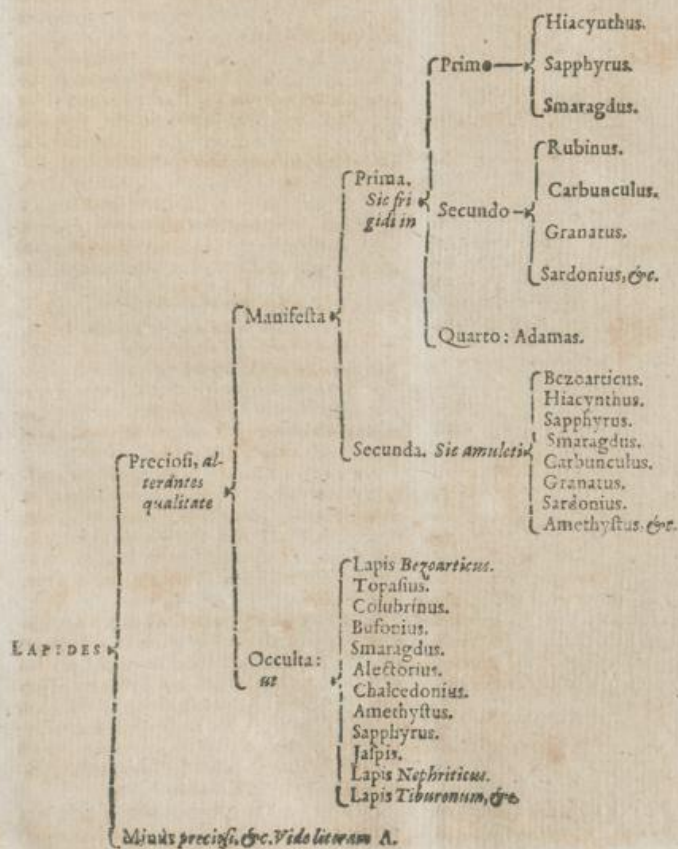 Hiacynthus.
Primo
Sapphyrus.
Smaragdus.
Rubinus.
Prima.
Sic fri
gidi in
Carbunculus.
Secundo
Granatus.
Sardonius, &c.
Manifesta
Quarto: Adamas.
Bezoarticus.
Hiacynthus.
Sapphyrus.
Smaragdus.
Secunda. Sic amuleti
Carbunculus.
Granatus.
Sardonius.
Amethystus. &c.
Preciosi, al-
terantes
qualitate
Lapis Bezoarticus.
Topasius.
Colubrinus.
Bufonius.
Smaragdus.
LAPIDES
Occulta:
ut
Alectorius.
Chalcedonius.
Amethystus.
Sapphyrus.
Jaspis.
Lapis Nephriticus.
Lapis Tiburonum, &c
Minus preciosi, &c. Vide literam A.